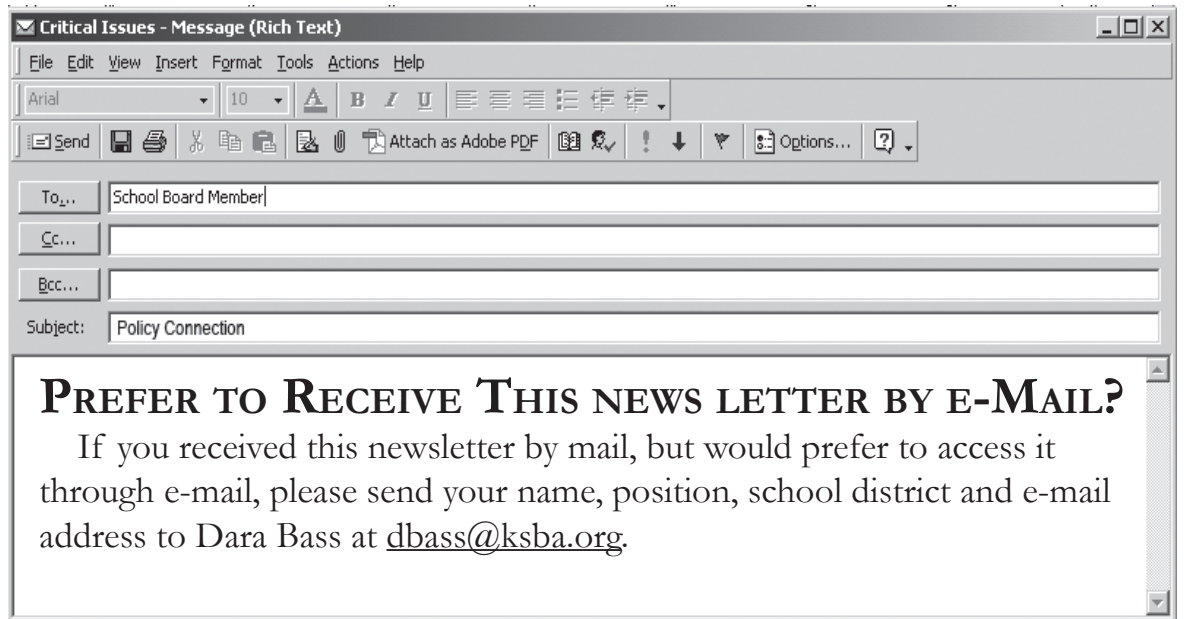 Critical Issues - Message (Rich Text)
File Edit View Insert Format Tools Actions Help
Arial 10 A B I U
Send Attach as Adobe PDF Options...
To... School Board Member
Cc...
Bcc...
Subject: Policy Connection
PREFER TO RECEIVE THIS NEWS LETTER BY E-MAIL?
If you received this newsletter by mail, but would prefer to access it
through e-mail, please send your name, position, school district and e-mail
address to Dara Bass at dbass@ksba.org.